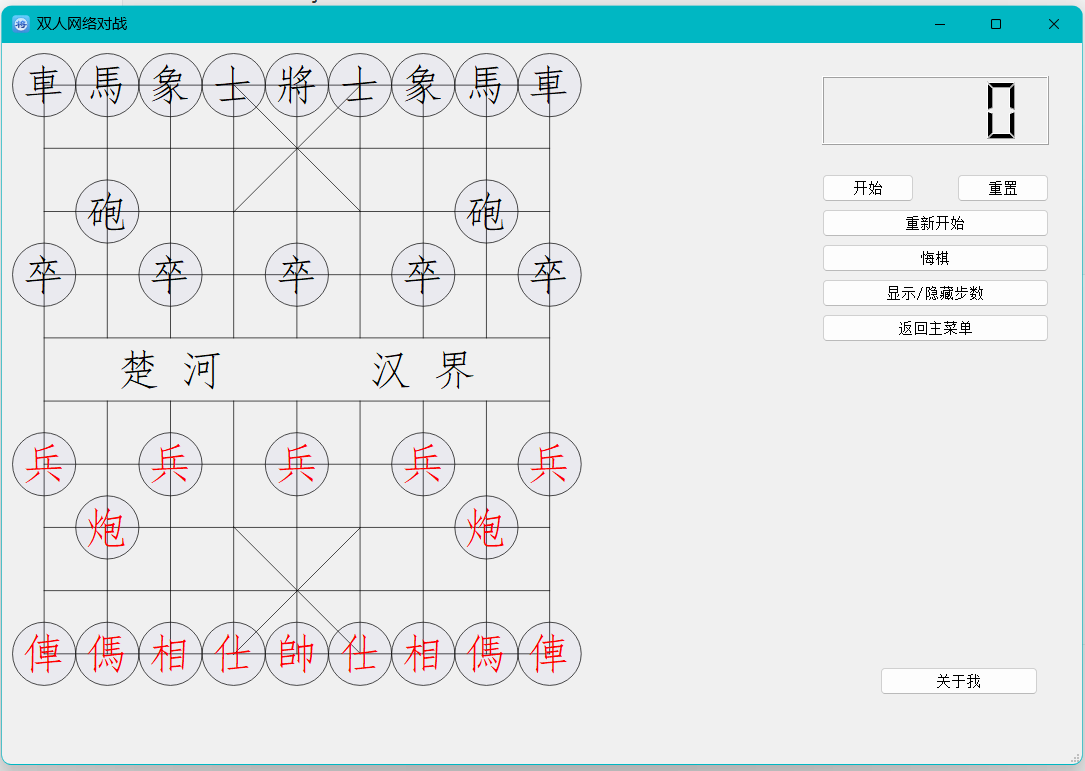 双人网络对战
車馬象士將士象馬車
0
开始 重置
砲 砲
重新开始
悔棋
卒 卒 卒 卒 卒
显示/隐藏步数
返回主菜单
楚 河 汉 界
兵 兵 兵 兵 兵
炮 炮
俥傌相仕帥仕相傌俥
关于我